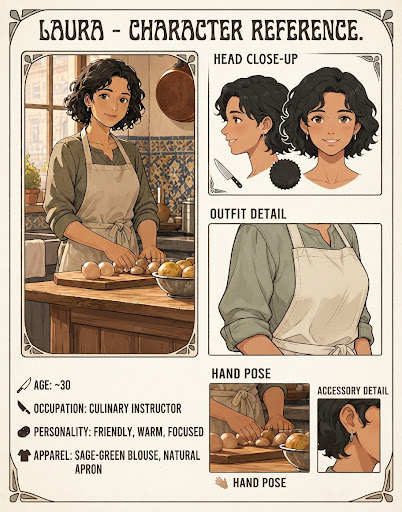 LAURA - CHARACTER REFERENCE.
HEAD CLOSE-UP
OUTFIT DETAIL
HAND POSE
ACCESSORY DETAIL
HAND POSE
AGE: ~30
OCCUPATION: CULINARY INSTRUCTOR
PERSONALITY: FRIENDLY, WARM, FOCUSED
APPAREL: SAGE-GREEN BLOUSE, NATURAL
APRON